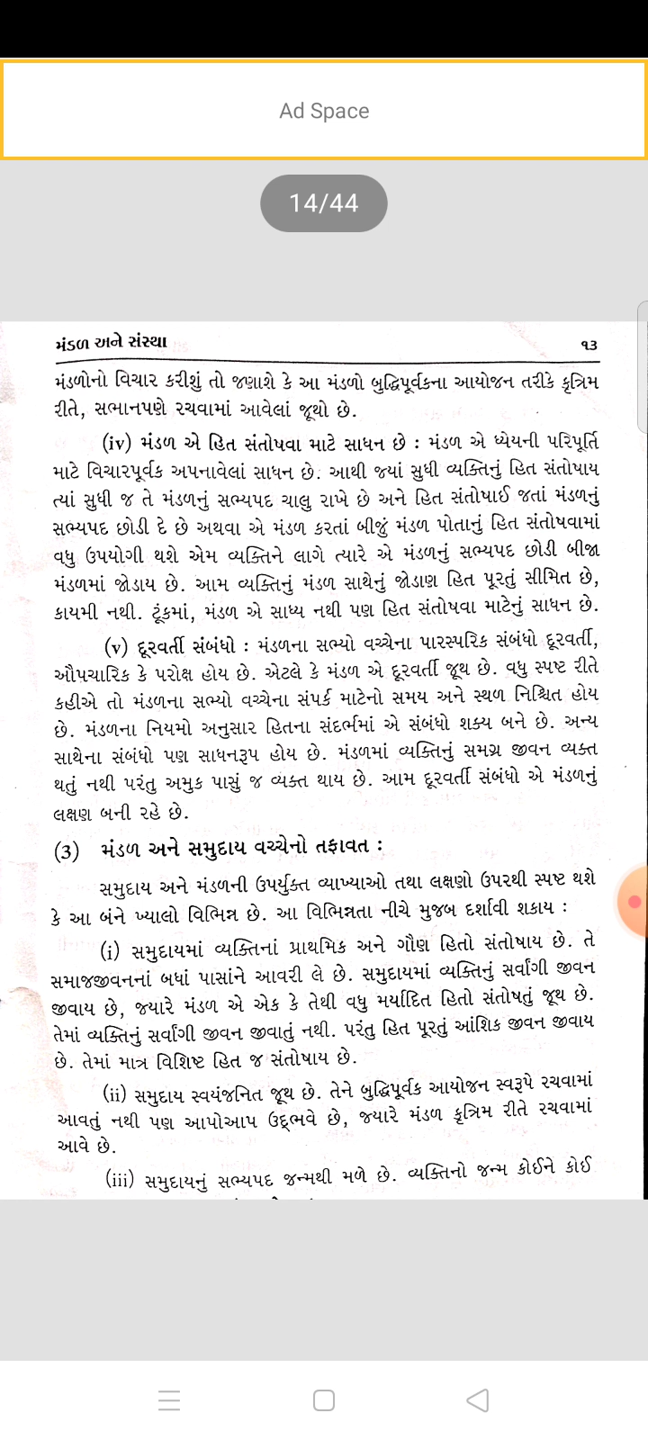 Ad Space
14/44
મંડળ અને સંસ્થા ૧૩
મંડળોનો વિચાર કરીશું તો જણાશે કે આ મંડળો બુદ્ધિપૂર્વકના આયોજન તરીકે કૃત્રિમ
રીતે, સભાનપણે રચવામાં આવેલાં જૂથો છે.
(iv) મંડળ એ હિત સંતોષવા માટે સાધન છે : મંડળ એ ધ્યેયની પરિપૂર્તિ
માટે વિચારપૂર્વક અપનાવેલાં સાધન છે. આથી જ્યાં સુધી વ્યક્તિનું હિત સંતોષાય
ત્યાં સુધી જ તે મંડળનું સભ્યપદ ચાલુ રાખે છે અને હિત સંતોષાઈ જતાં મંડળનું
સભ્યપદ છોડી દે છે અથવા એ મંડળ કરતાં બીજું મંડળ પોતાનું હિત સંતોષવામાં
વધુ ઉપયોગી થશે એમ વ્યક્તિને લાગે ત્યારે એ મંડળનું સભ્યપદ છોડી બીજા
મંડળમાં જોડાય છે. આમ વ્યક્તિનું મંડળ સાથેનું જોડાણ હિત પૂરતું સીમિત છે,
કાયમી નથી. ટૂંકમાં, મંડળ એ સાધ્ય નથી પણ હિત સંતોષવા માટેનું સાધન છે.
(v) દૂરવર્તી સંબંધો : મંડળના સભ્યો વચ્ચેના પારસ્પરિક સંબંધો દૂરવર્તી,
ઔપચારિક કે પરોક્ષ હોય છે. એટલે કે મંડળ એ દૂરવર્તી જૂથ છે. વધુ સ્પષ્ટ રીતે
કહીએ તો મંડળના સભ્યો વચ્ચેના સંપર્ક માટેનો સમય અને સ્થળ નિશ્ચિત હોય
છે. મંડળના નિયમો અનુસાર હિતના સંદર્ભમાં એ સંબંધો શક્ય બને છે. અન્ય
સાથેના સંબંધો પણ સાધનરૂપ હોય છે. મંડળમાં વ્યક્તિનું સમગ્ર જીવન વ્યક્ત
થતું નથી પરંતુ અમુક પાસું જ વ્યક્ત થાય છે. આમ દૂરવર્તી સંબંધો એ મંડળનું
લક્ષણ બની રહે છે.
(3) મંડળ અને સમુદાય વચ્ચેનો તફાવત :
સમુદાય અને મંડળની ઉપર્યુક્ત વ્યાખ્યાઓ તથા લક્ષણો ઉપરથી સ્પષ્ટ થશે
કે આ બંને ખ્યાલો વિભિન્ન છે. આ વિભિન્નતા નીચે મુજબ દર્શાવી શકાય :
(i) સમુદાયમાં વ્યક્તિનાં પ્રાથમિક અને ગૌણ હિતો સંતોષાય છે. તે
સમાજજીવનનાં બધાં પાસાંને આવરી લે છે. સમુદાયમાં વ્યક્તિનું સર્વાંગી જીવન
જીવાય છે, જ્યારે મંડળ એ એક કે તેથી વધુ મર્યાદિત હિતો સંતોષતું જૂથ છે.
તેમાં વ્યક્તિનું સર્વાંગી જીવન જીવાતું નથી. પરંતુ હિત પૂરતું આંશિક જીવન જીવાય
છે. તેમાં માત્ર વિશિષ્ટ હિત જ સંતોષાય છે.
(ii) સમુદાય સ્વયંજનિત જૂથ છે. તેને બુદ્ધિપૂર્વક આયોજન સ્વરૂપે રચવામાં
આવતું નથી પણ આપોઆપ ઉદ્ભવે છે, જ્યારે મંડળ કૃત્રિમ રીતે રચવામાં
આવે છે.
(iii) સમુદાયનું સભ્યપદ જન્મથી મળે છે. વ્યક્તિનો જન્મ કોઈને કોઈ